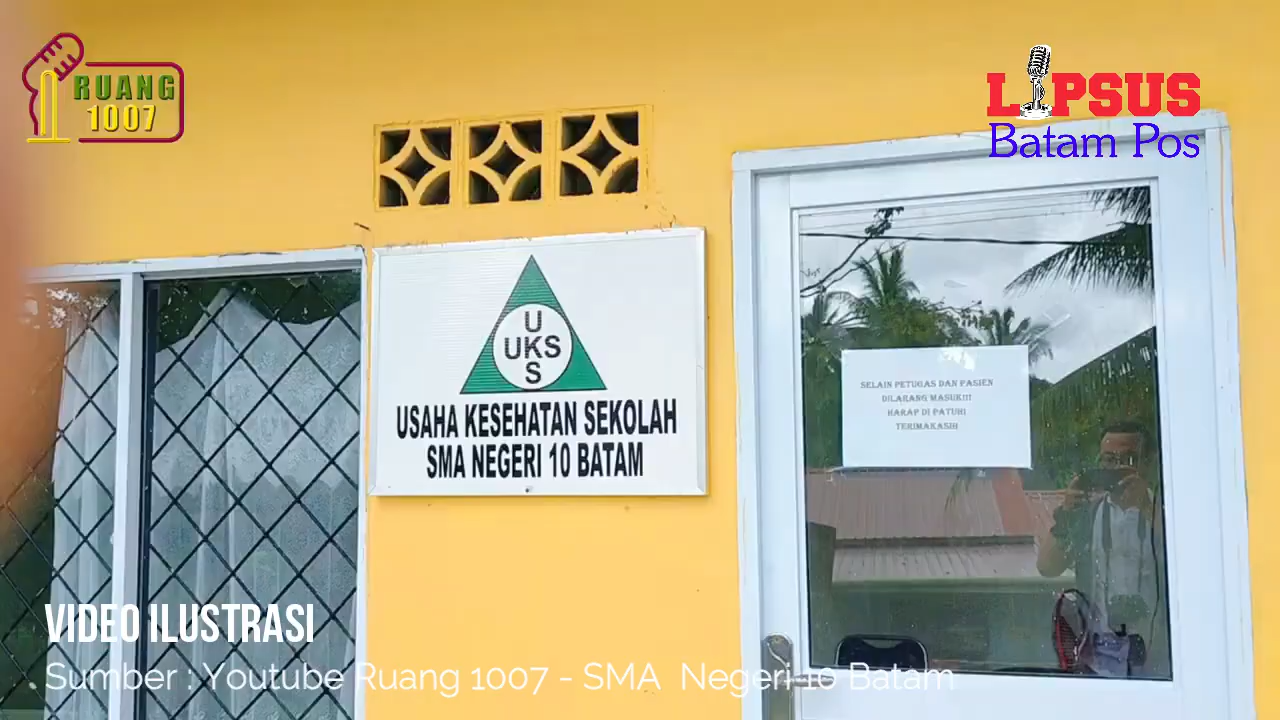 RUANG
1007
LIPSUS
Batam Pos
U
UKS
S
USAHA KESEHATAN SEKOLAH
SMA NEGERI 10 BATAM
SELAIN PETUGAS DAN PASIEN
DILARANG MASUK!!!
HARAP DI PATUHI
TERIMAKASIH
VIDEO ILUSTRASI
Sumber : Youtube Ruang 1007 - SMA  Negeri 10 Batam